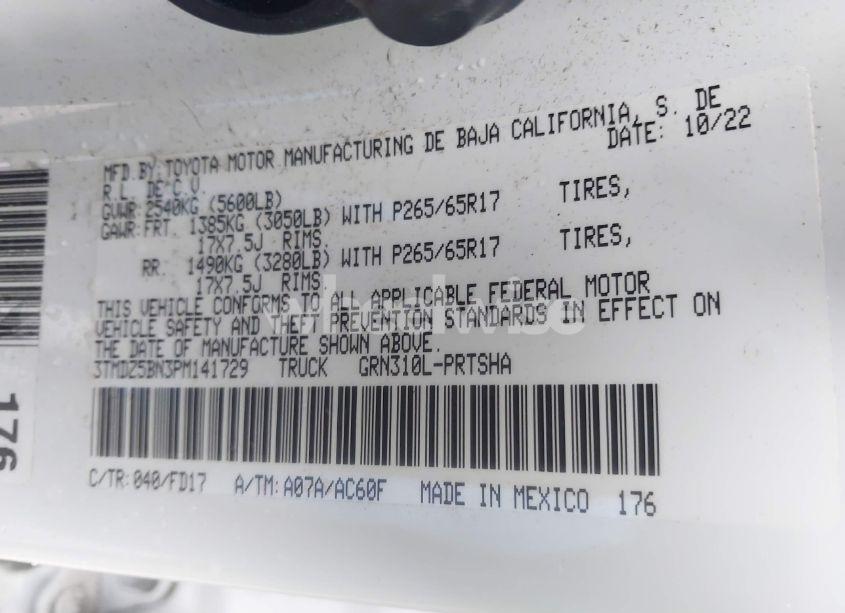 MFD.BY:TOYOTA MOTOR MANUFACTURING DE BAJA CALIFORNIA, S. DE
R.L. DE C.V. DATE: 10/22
GVWR:2540KG (5600LB)
GAWR:FRT. 1385KG (3050LB) WITH P265/65R17 TIRES,
17X7.5J RIMS.
RR. 1490KG (3280LB) WITH P265/65R17 TIRES,
17X7.5J RIMS.
THIS VEHICLE CONFORMS TO ALL APPLICABLE FEDERAL MOTOR
VEHICLE SAFETY AND THEFT PREVENTION STANDARDS IN EFFECT ON
THE DATE OF MANUFACTURE SHOWN ABOVE.
3TMDZ5BN3PM141729 TRUCK GRN310L-PRTSHA
C/TR:040/FD17 A/TM:A07A/AC60F MADE IN MEXICO 176
176